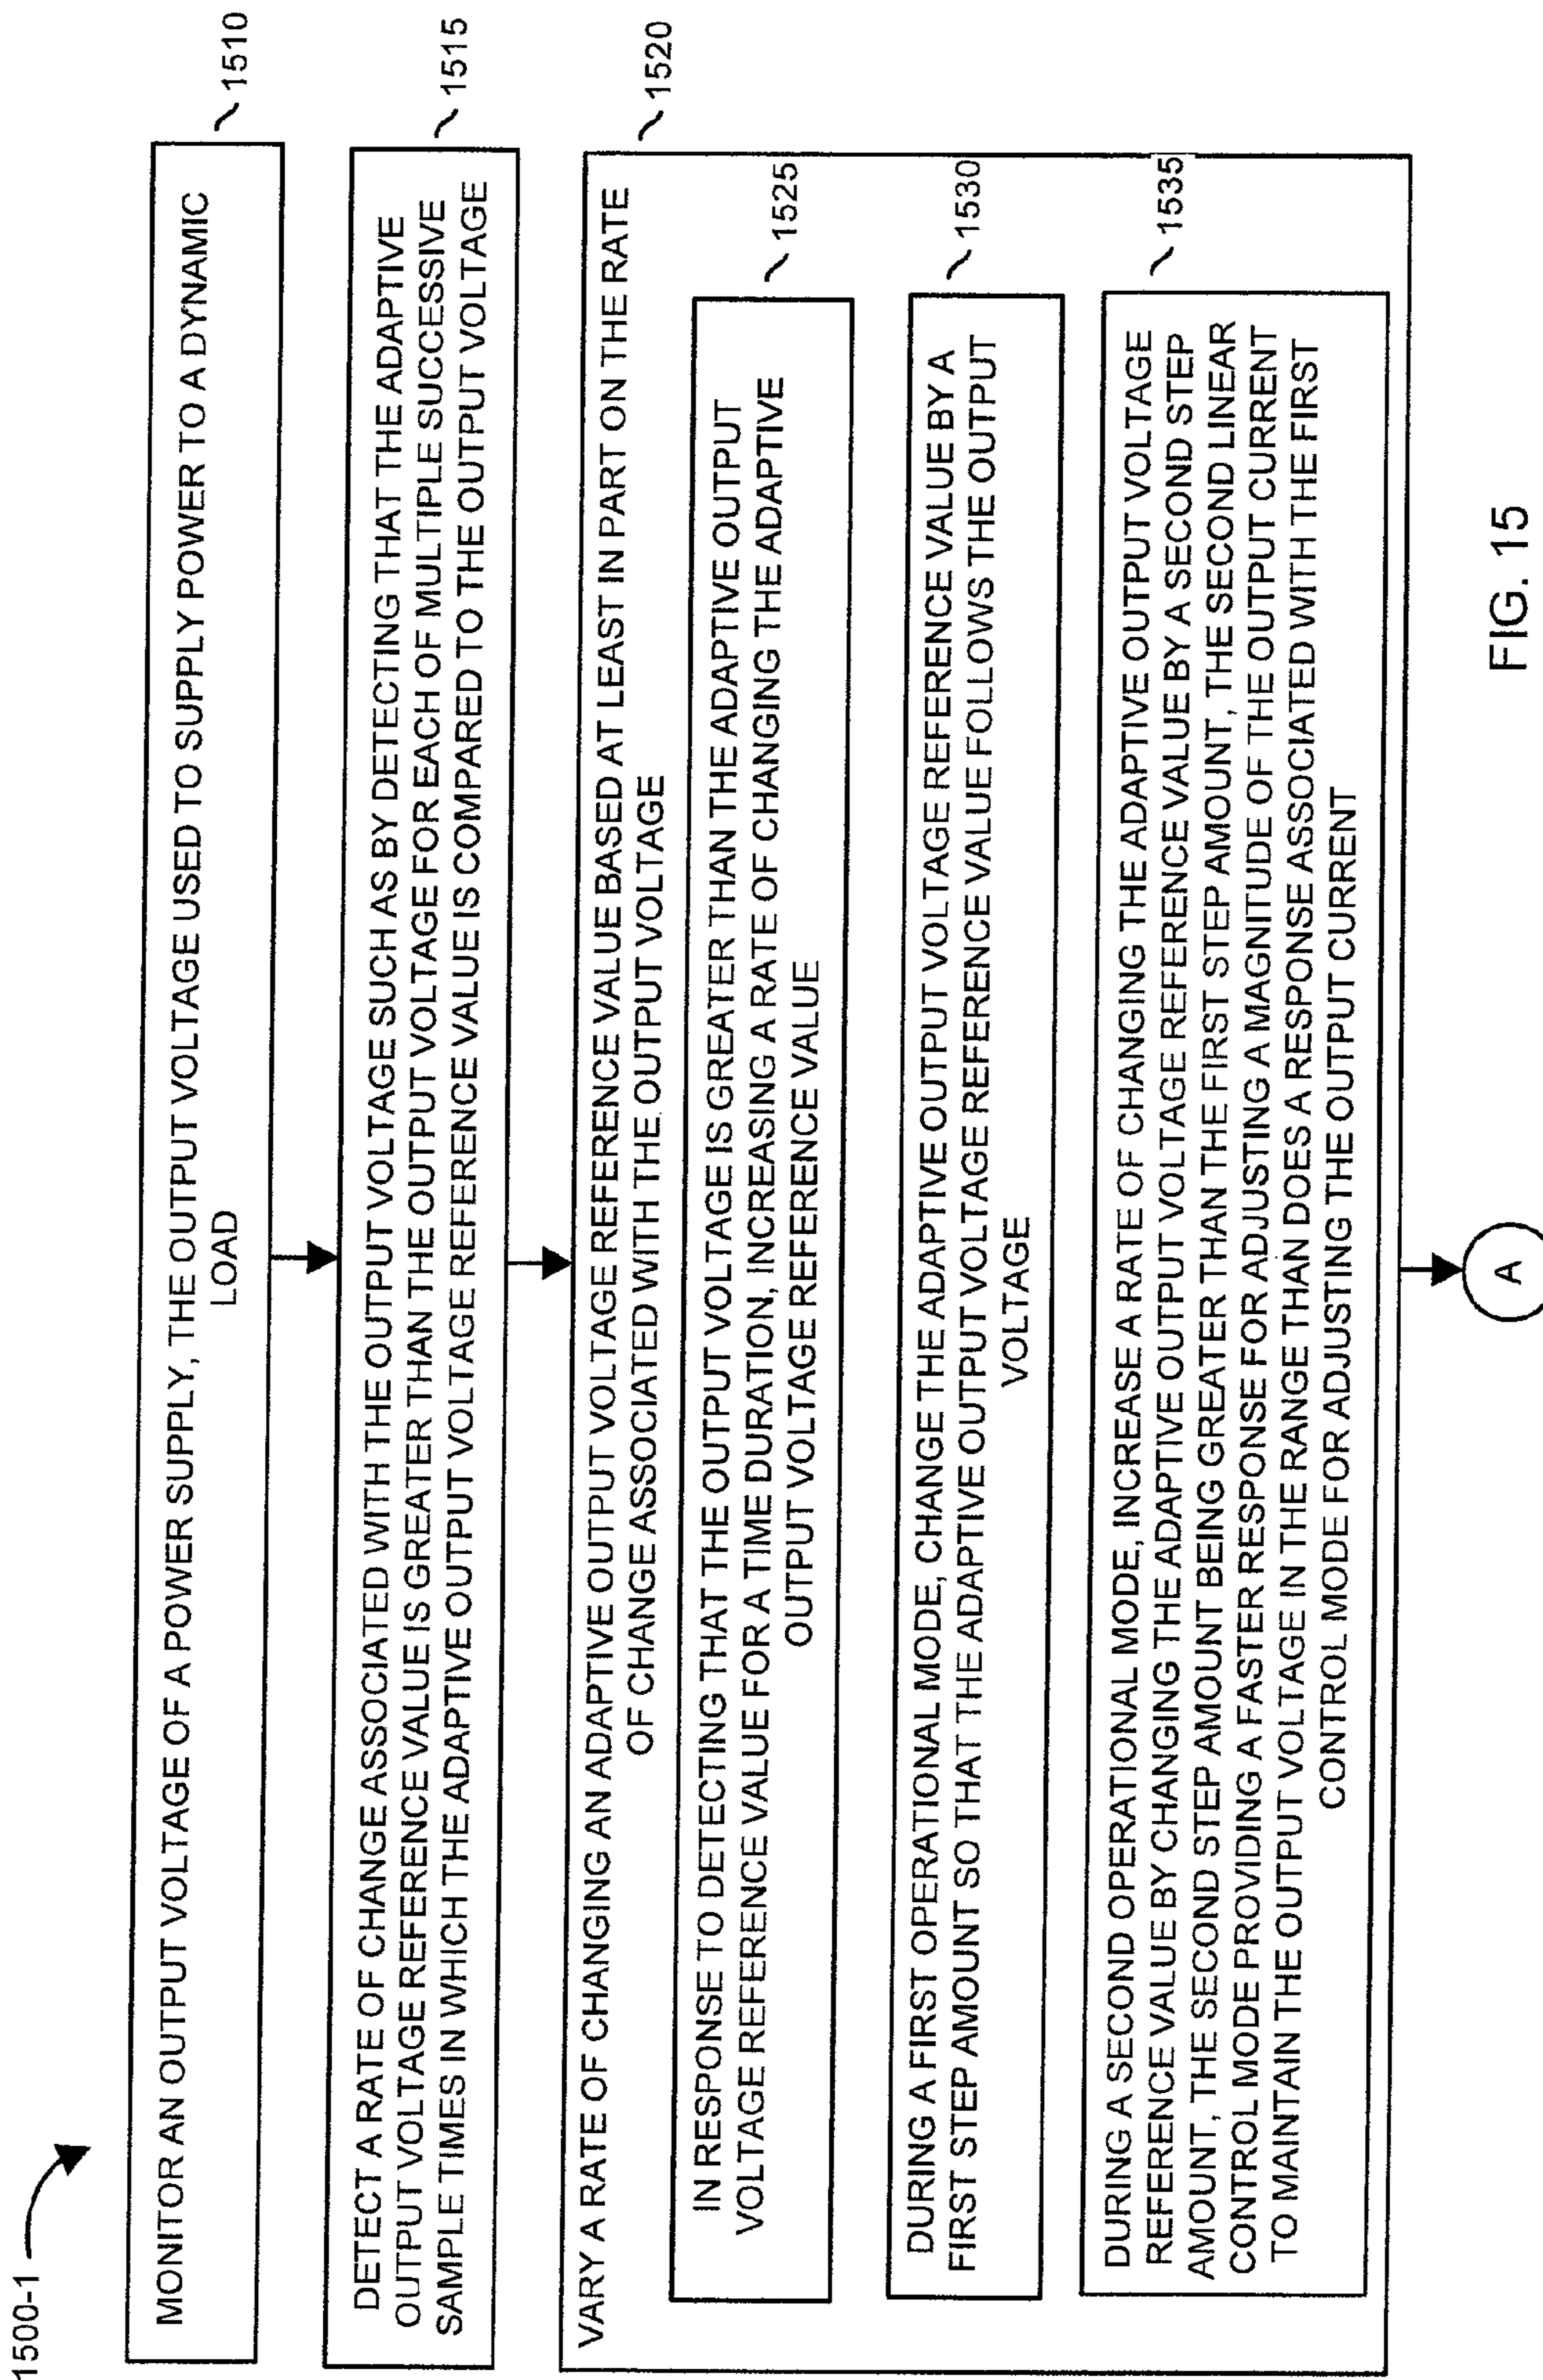 1500-1
MONITOR AN OUTPUT VOLTAGE OF A POWER SUPPLY, THE OUTPUT VOLTAGE USED TO SUPPLY POWER TO A DYNAMIC
LOAD
1510
DETECT A RATE OF CHANGE ASSOCIATED WITH THE OUTPUT VOLTAGE SUCH AS BY DETECTING THAT THE ADAPTIVE
OUTPUT VOLTAGE REFERENCE VALUE IS GREATER THAN THE OUTPUT VOLTAGE FOR EACH OF MULTIPLE SUCCESSIVE
SAMPLE TIMES IN WHICH THE ADAPTIVE OUTPUT VOLTAGE REFERENCE VALUE IS COMPARED TO THE OUTPUT VOLTAGE
1515
VARY A RATE OF CHANGING AN ADAPTIVE OUTPUT VOLTAGE REFERENCE VALUE BASED AT LEAST IN PART ON THE RATE
OF CHANGE ASSOCIATED WITH THE OUTPUT VOLTAGE
1520
IN RESPONSE TO DETECTING THAT THE OUTPUT VOLTAGE IS GREATER THAN THE ADAPTIVE OUTPUT
VOLTAGE REFERENCE VALUE FOR A TIME DURATION, INCREASING A RATE OF CHANGING THE ADAPTIVE
OUTPUT VOLTAGE REFERENCE VALUE
1525
DURING A FIRST OPERATIONAL MODE, CHANGE THE ADAPTIVE OUTPUT VOLTAGE REFERENCE VALUE BY A
FIRST STEP AMOUNT SO THAT THE ADAPTIVE OUTPUT VOLTAGE REFERENCE VALUE FOLLOWS THE OUTPUT
VOLTAGE
1530
DURING A SECOND OPERATIONAL MODE, INCREASE A RATE OF CHANGING THE ADAPTIVE OUTPUT VOLTAGE
REFERENCE VALUE BY CHANGING THE ADAPTIVE OUTPUT VOLTAGE REFERENCE VALUE BY A SECOND STEP
AMOUNT, THE SECOND STEP AMOUNT BEING GREATER THAN THE FIRST STEP AMOUNT, THE SECOND LINEAR
CONTROL MODE PROVIDING A FASTER RESPONSE FOR ADJUSTING A MAGNITUDE OF THE OUTPUT CURRENT
TO MAINTAIN THE OUTPUT VOLTAGE IN THE RANGE THAN DOES A RESPONSE ASSOCIATED WITH THE FIRST
CONTROL MODE FOR ADJUSTING THE OUTPUT CURRENT
1535
A
FIG. 15